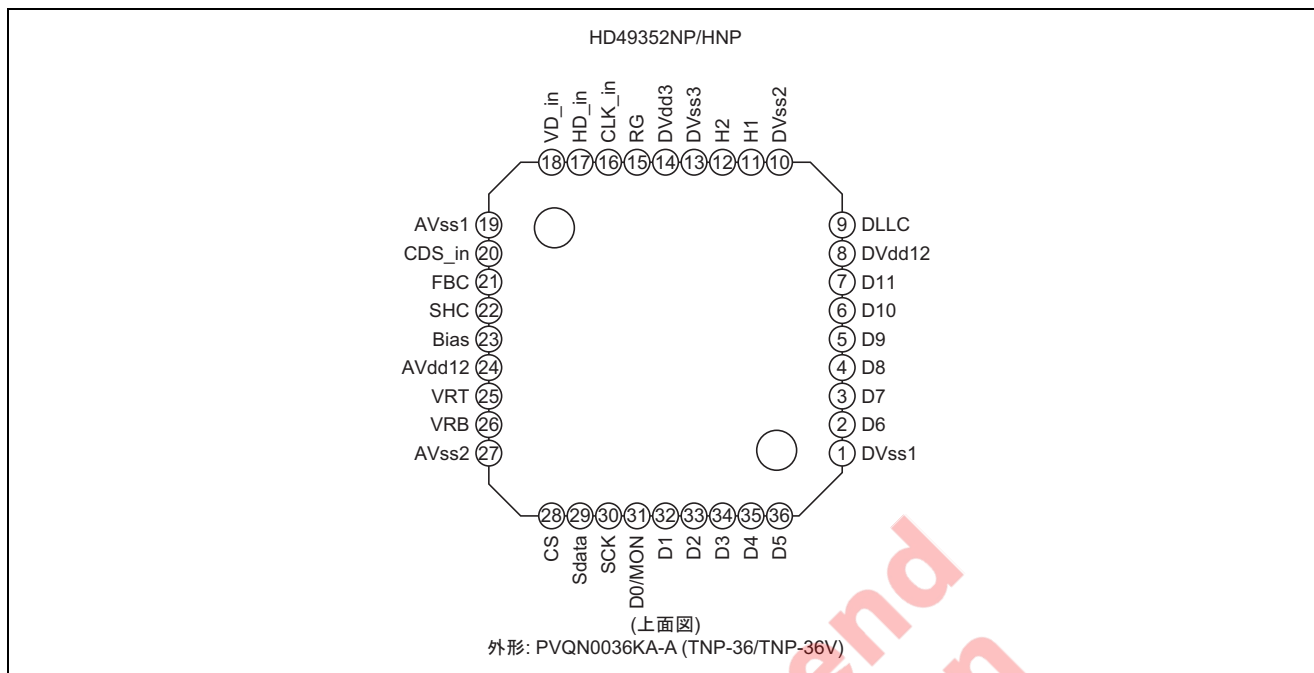 HD49352NP/HNP
VD_in
HD_in
CLK_in
RG
DVdd3
DVss3
H2
H1
DVss2
18 17 16 15 14 13 12 11 10
AVss1 19
CDS_in 20
FBC 21
SHC 22
Bias 23
AVdd12 24
VRT 25
VRB 26
AVss2 27
9 DLLC
8 DVdd12
7 D11
6 D10
5 D9
4 D8
3 D7
2 D6
1 DVss1
28 29 30 31 32 33 34 35 36
CS
Sdata
SCK
D0/MON
D1
D2
D3
D4
D5
(上面図)
外形: PVQN0036KA-A (TNP-36/TNP-36V)